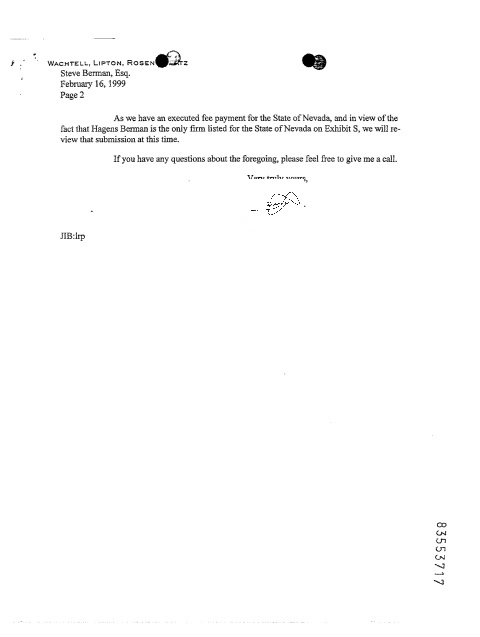 WACHTELL, LIPTON, ROSEN TZ
Steve Berman, Esq.
February 16, 1999
Page 2
As we have an executed fee payment for the State of Nevada, and in view of the
fact that Hagens Berman is the only firm listed for the State of Nevada on Exhibit S, we will re-
view that submission at this time.
If you have any questions about the foregoing, please feel free to give me a call.
Very truly yours,
JIB:lrp
83553717